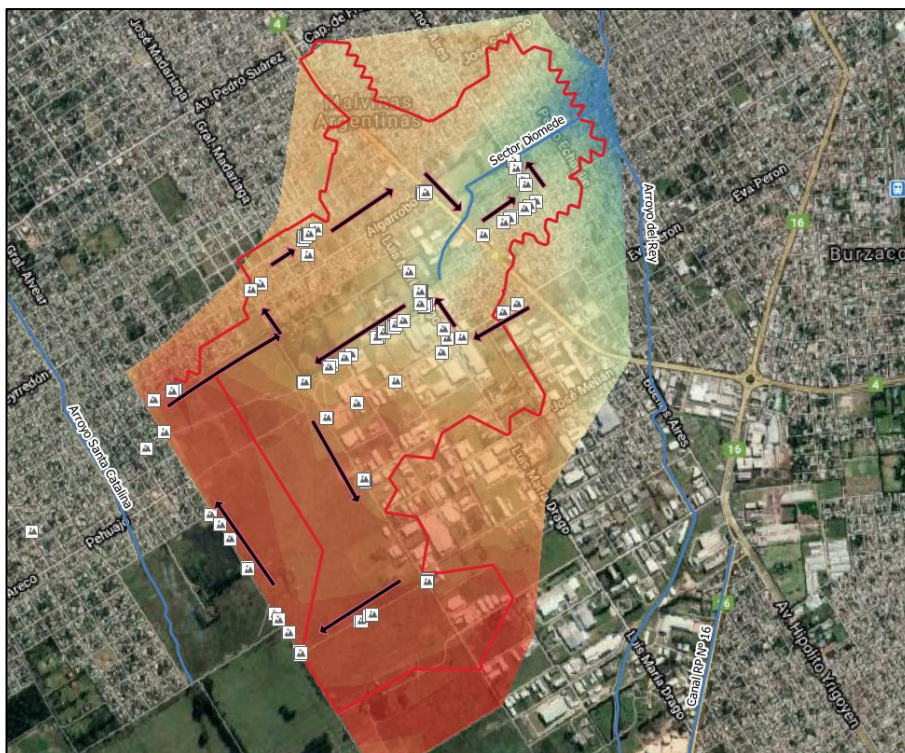 José Madariaga
4
Cap. de Fr
Av. Pedro Suárez
Gral. Madariaga
Malvinas
Argentinas
Sector Diomede
Arroyo del Rey
Eva Peron
16
Burzaco
Gral. Alvear
José Melián
4
Buenos Aires
Arroyo Santa Catalina
16
Luis María Drago
Pehuajó
Areco
16
Av. Hipólito Yrigoyen
Canal RP Nº 16
Luis María Drago